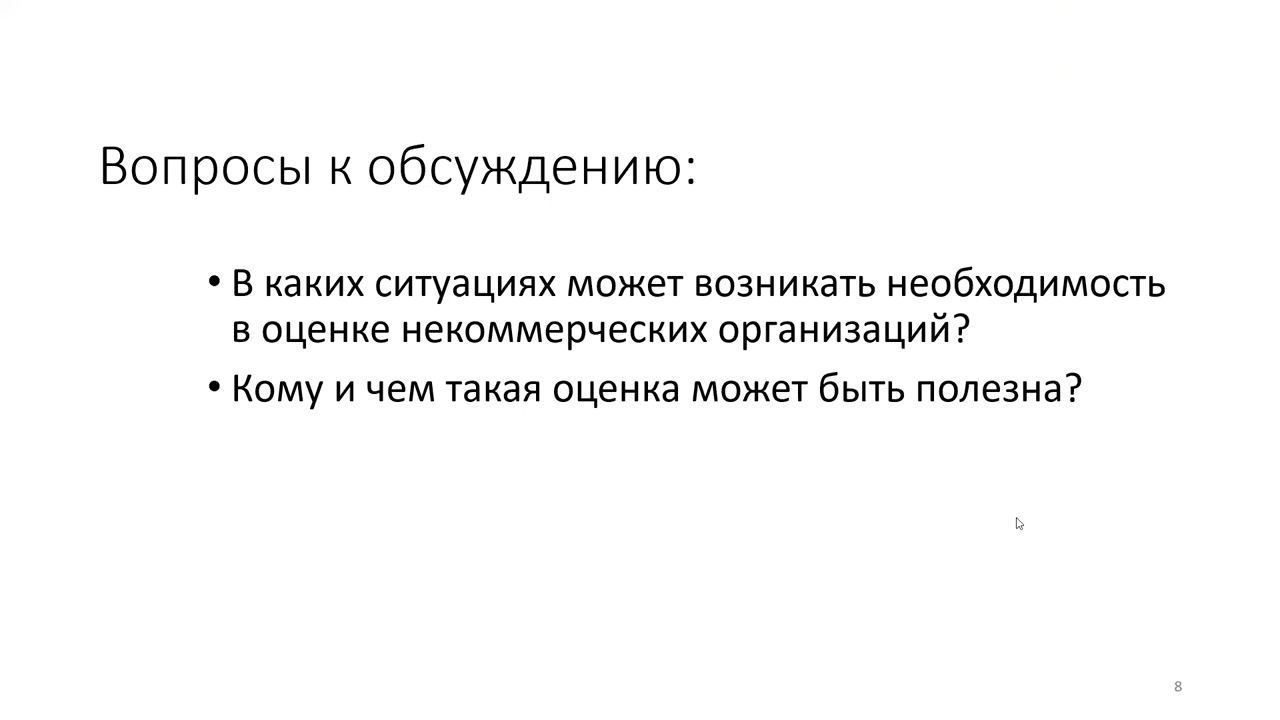 Вопросы к обсуждению:
• В каких ситуациях может возникать необходимость
в оценке некоммерческих организаций?
• Кому и чем такая оценка может быть полезна?
8